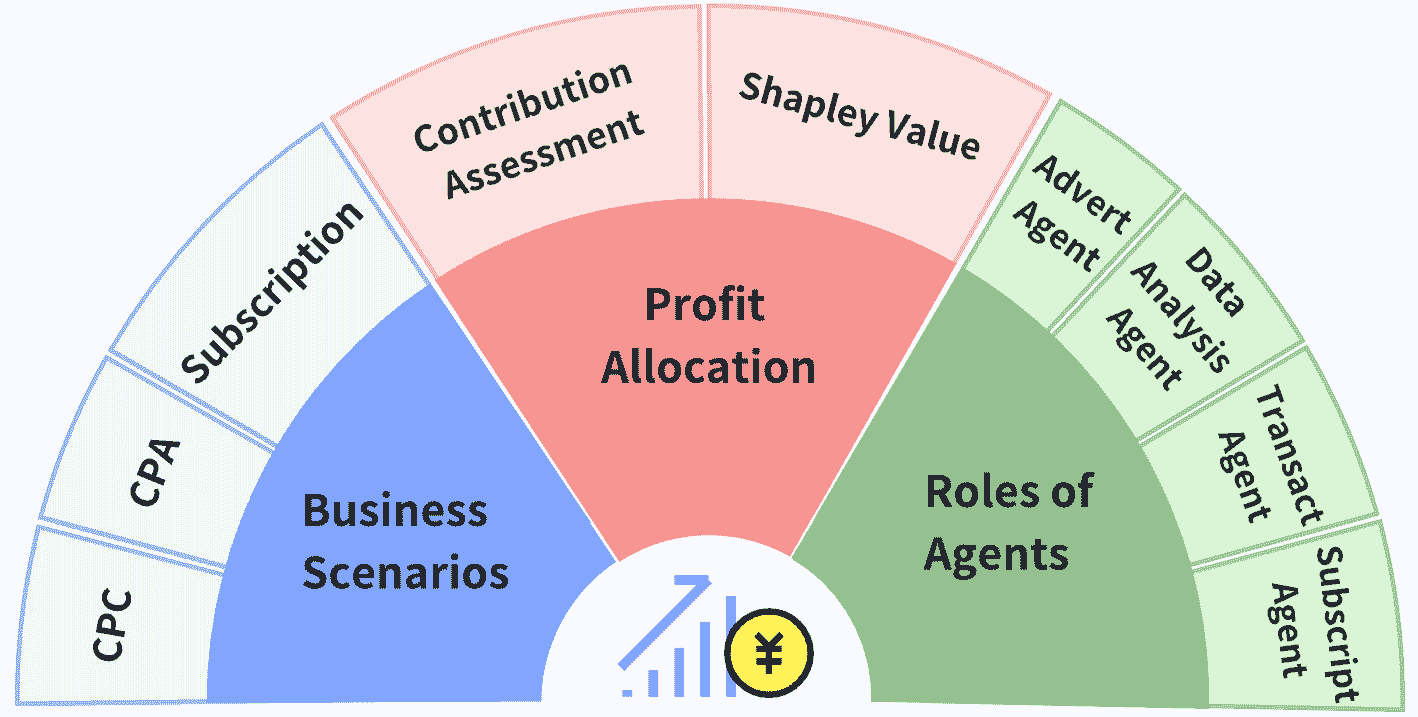 CPC
CPA
Subscription
Business
Scenarios
Contribution
Assessment
Shapley Value
Profit
Allocation
Advert
Agent
Data
Analysis
Agent
Transact
Agent
Subscript
Agent
Roles of
Agents
¥